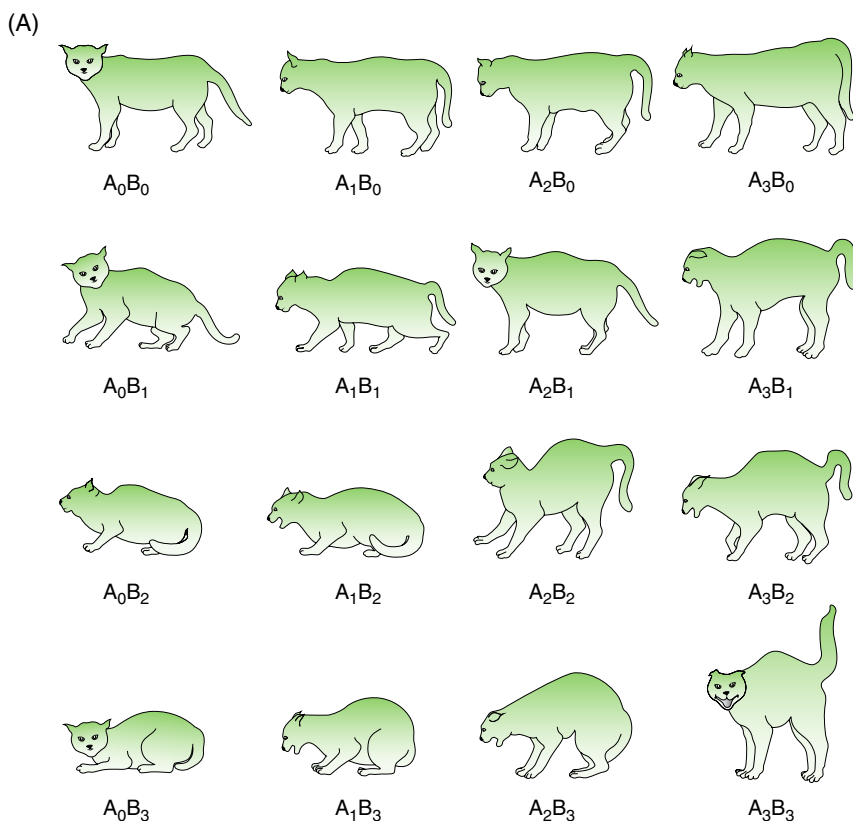 (A)
A₀B₀ A₁B₀ A₂B₀ A₃B₀
A₀B₁ A₁B₁ A₂B₁ A₃B₁
A₀B₂ A₁B₂ A₂B₂ A₃B₂
A₀B₃ A₁B₃ A₂B₃ A₃B₃